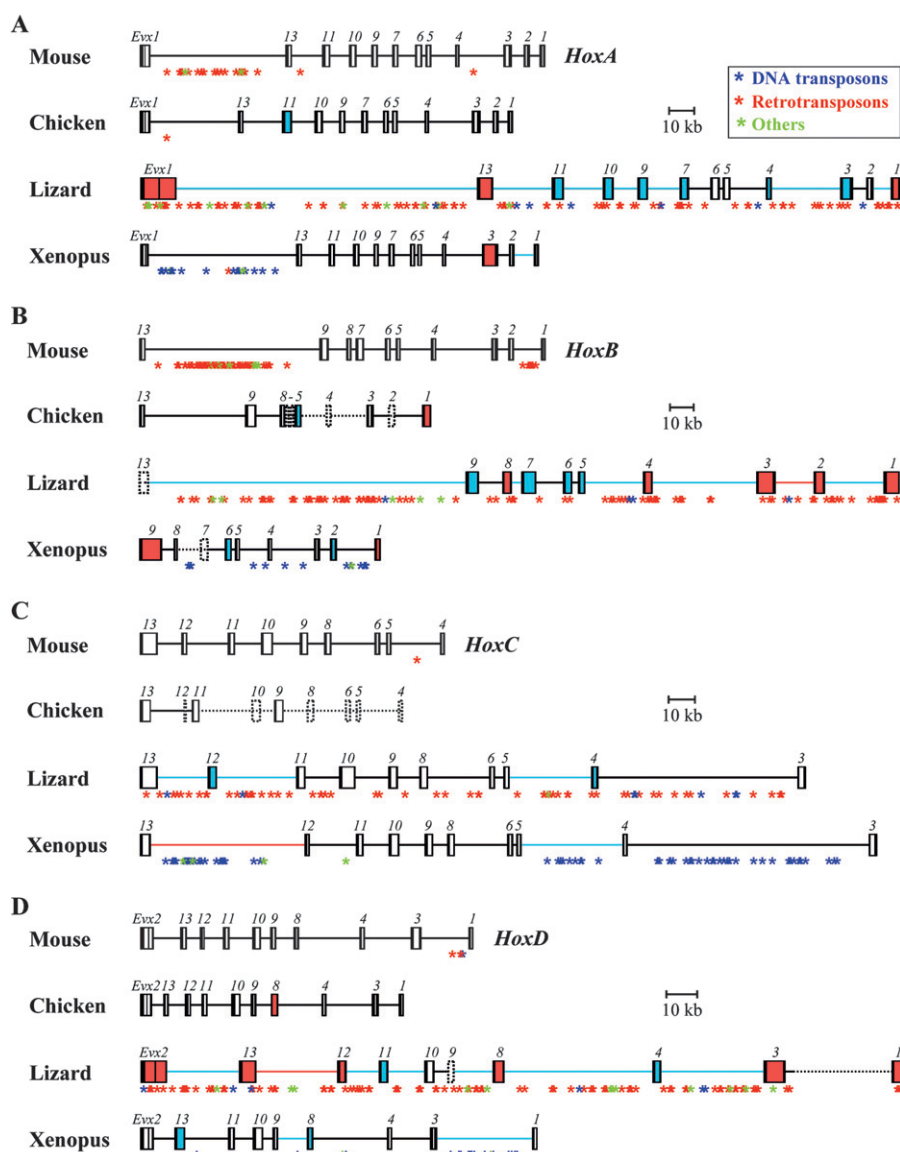 A
Evx1 13 11 10 9 7 6 5 4 3 2 1
Mouse HoxA
* DNA transposons
* Retrotransposons
* Others
Evx1 13 11 10 9 7 6 5 4 3 2 1
Chicken
10 kb
Evx1 13 11 10 9 7 6 5 4 3 2 1
Lizard
Evx1 13 11 10 9 7 6 5 4 3 2 1
Xenopus
B
13 9 8 7 6 5 4 3 2 1
Mouse HoxB
13 9 8 - 5 4 3 2 1
Chicken
10 kb
13 9 8 7 6 5 4 3 2 1
Lizard
9 8 7 6 5 4 3 2 1
Xenopus
C
13 12 11 10 9 8 6 5 4
Mouse HoxC
13 12 11 10 9 8 6 5 4
Chicken
10 kb
13 12 11 10 9 8 6 5 4 3
Lizard
13 12 11 10 9 8 6 5 4 3
Xenopus
D
Evx2 13 12 11 10 9 8 4 3 1
Mouse HoxD
Evx2 13 12 11 10 9 8 4 3 1
Chicken
10 kb
Evx2 13 12 11 10 9 8 4 3 1
Lizard
Evx2 13 11 10 9 8 4 3 1
Xenopus